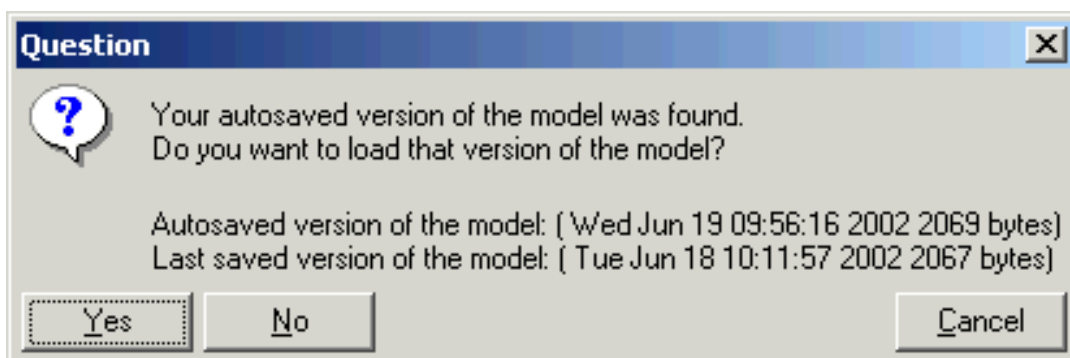 Question
?
Your autosaved version of the model was found.
Do you want to load that version of the model?
Autosaved version of the model: ( Wed Jun 19 09:56:16 2002 2069 bytes)
Last saved version of the model: ( Tue Jun 18 10:11:57 2002 2067 bytes)
Yes No Cancel